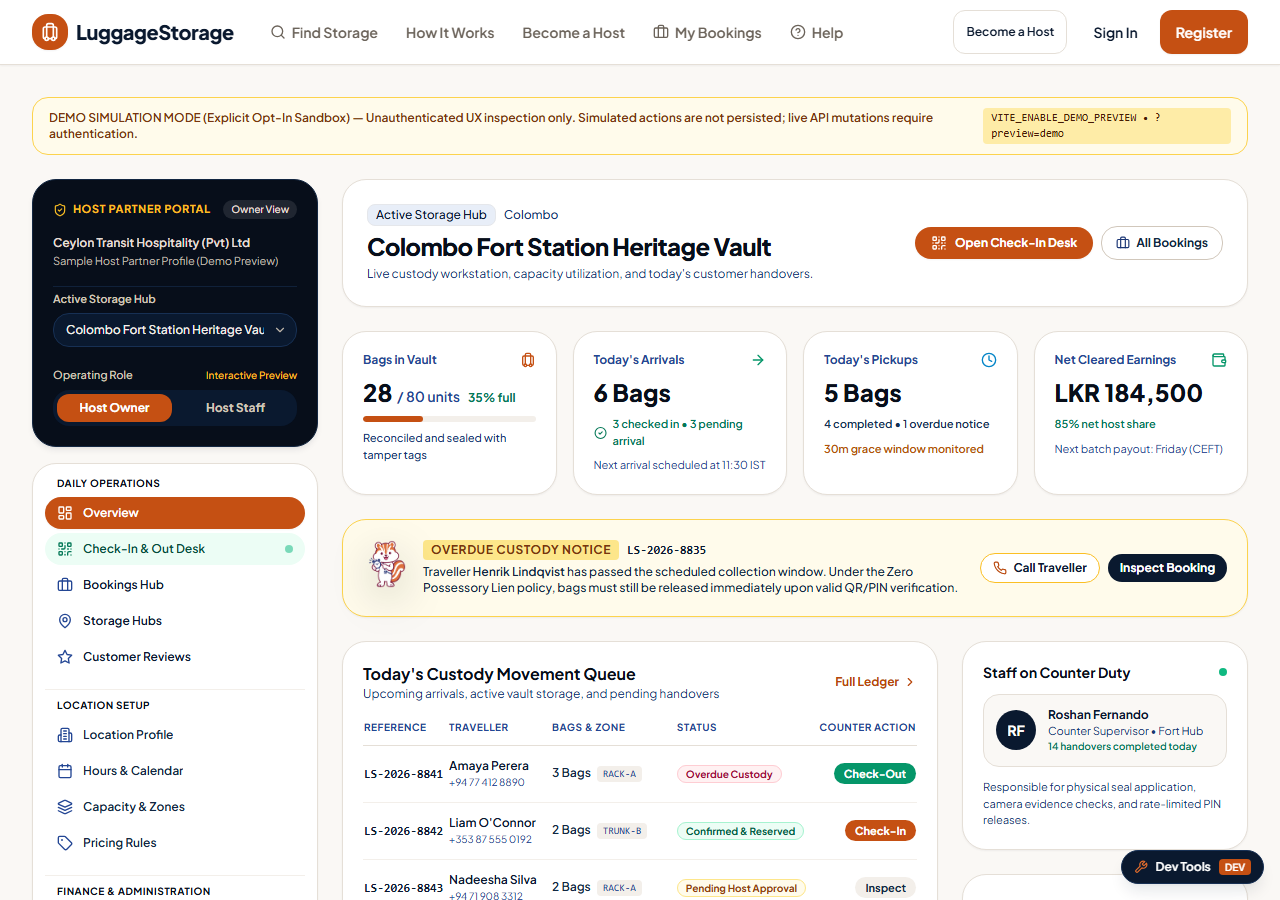 LuggageStorage
Find Storage
How It Works
Become a Host
My Bookings
Help
Become a Host
Sign In
Register
DEMO SIMULATION MODE (Explicit Opt-In Sandbox) — Unauthenticated UX inspection only. Simulated actions are not persisted; live API mutations require
authentication.
VITE_ENABLE_DEMO_PREVIEW • ?
preview=demo
HOST PARTNER PORTAL
Owner View
Ceylon Transit Hospitality (Pvt) Ltd
Sample Host Partner Profile (Demo Preview)
Active Storage Hub
Colombo Fort Station Heritage Vau
Operating Role
Interactive Preview
Host Owner
Host Staff
DAILY OPERATIONS
Overview
Check-In & Out Desk
Bookings Hub
Storage Hubs
Customer Reviews
LOCATION SETUP
Location Profile
Hours & Calendar
Capacity & Zones
Pricing Rules
FINANCE & ADMINISTRATION
Active Storage Hub
Colombo
Colombo Fort Station Heritage Vault
Live custody workstation, capacity utilization, and today's customer handovers.
Open Check-In Desk
All Bookings
Bags in Vault
28 / 80 units 35% full
Reconciled and sealed with
tamper tags
Today's Arrivals
6 Bags
3 checked in • 3 pending
arrival
Next arrival scheduled at 11:30 IST
Today's Pickups
5 Bags
4 completed • 1 overdue notice
30m grace window monitored
Net Cleared Earnings
LKR 184,500
85% net host share
Next batch payout: Friday (CEFT)
OVERDUE CUSTODY NOTICE
LS-2026-8835
Traveller Henrik Lindqvist has passed the scheduled collection window. Under the Zero
Possessory Lien policy, bags must still be released immediately upon valid QR/PIN verification.
Call Traveller
Inspect Booking
Today's Custody Movement Queue
Upcoming arrivals, active vault storage, and pending handovers
Full Ledger
REFERENCE
TRAVELLER
BAGS & ZONE
STATUS
COUNTER ACTION
LS-2026-8841
Amaya Perera
+94 77 412 8890
3 Bags
RACK-A
Overdue Custody
Check-Out
LS-2026-8842
Liam O'Connor
+353 87 555 0192
2 Bags
TRUNK-B
Confirmed & Reserved
Check-In
LS-2026-8843
Nadeesha Silva
+94 71 908 3312
2 Bags
RACK-A
Pending Host Approval
Inspect
Staff on Counter Duty
RF
Roshan Fernando
Counter Supervisor • Fort Hub
14 handovers completed today
Responsible for physical seal application,
camera evidence checks, and rate-limited PIN
releases.
Dev Tools
DEV